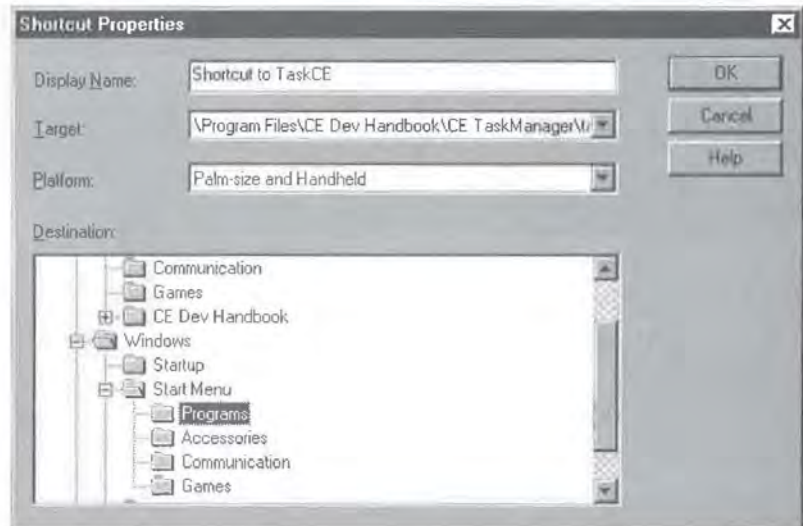 Shortcut Properties
Display Name: Shortcut to TaskCE
OK
Target: \Program Files\CE Dev Handbook\CE TaskManager\t
Cancel
Platform: Palm-size and Handheld
Help
Destination:
Communication
Games
CE Dev Handbook
Windows
Startup
Start Menu
Programs
Accessories
Communication
Games